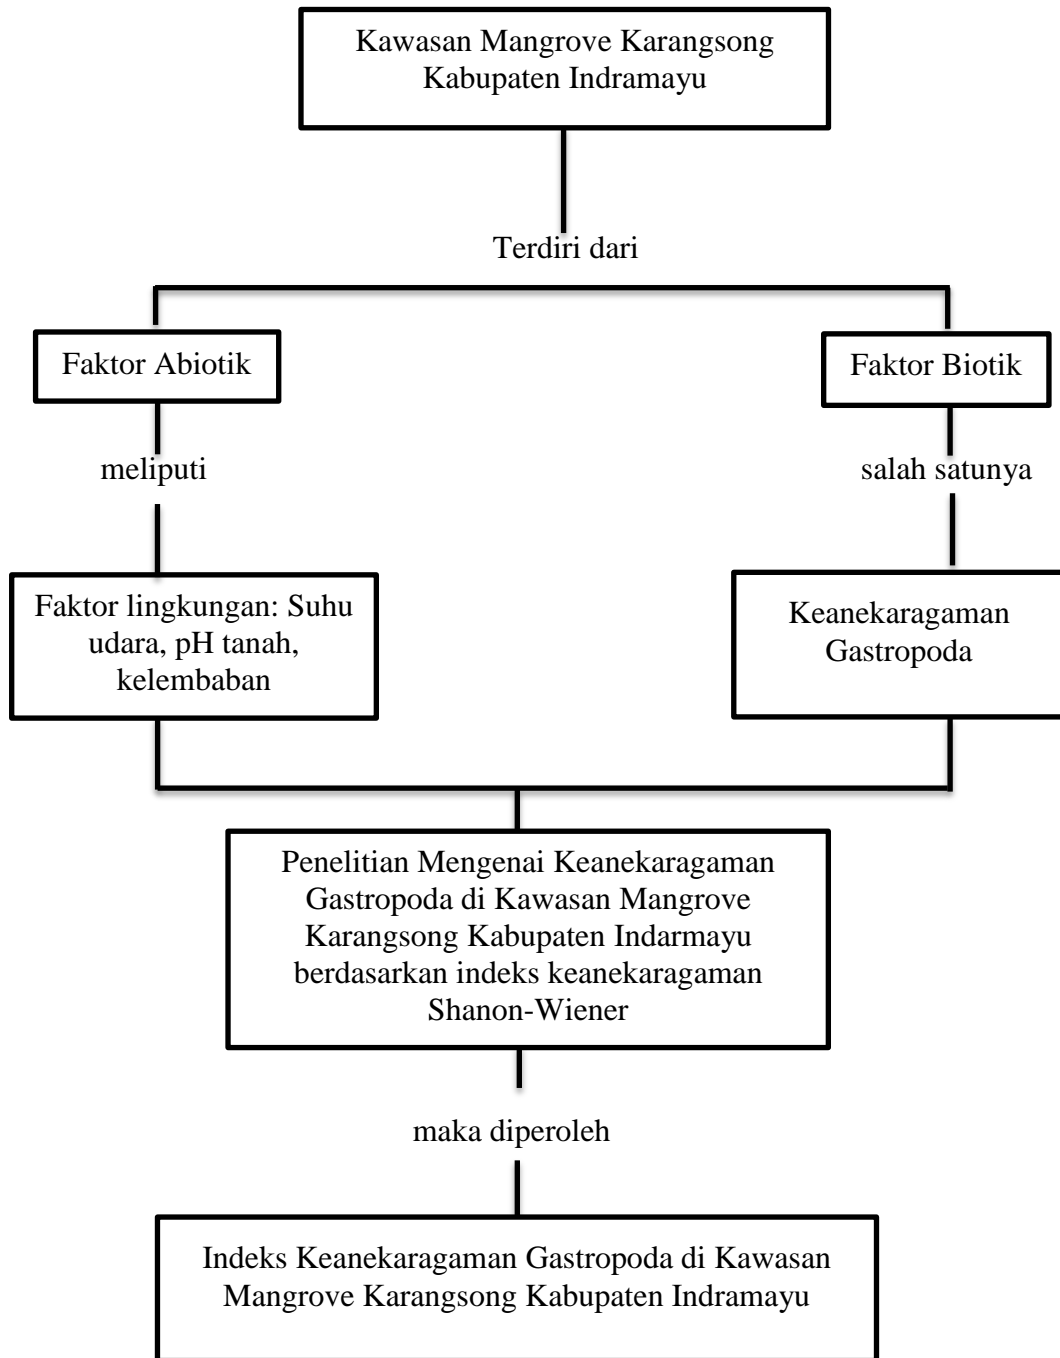 Kawasan Mangrove Karangsong
Kabupaten Indramayu
Terdiri dari
Faktor Abiotik
Faktor Biotik
meliputi
salah satunya
Faktor lingkungan: Suhu
udara, pH tanah,
kelembaban
Keanekaragaman
Gastropoda
Penelitian Mengenai Keanekaragaman
Gastropoda di Kawasan Mangrove
Karangsong Kabupaten Indarmayu
berdasarkan indeks keanekaragaman
Shanon-Wiener
maka diperoleh
Indeks Keanekaragaman Gastropoda di Kawasan
Mangrove Karangsong Kabupaten Indramayu